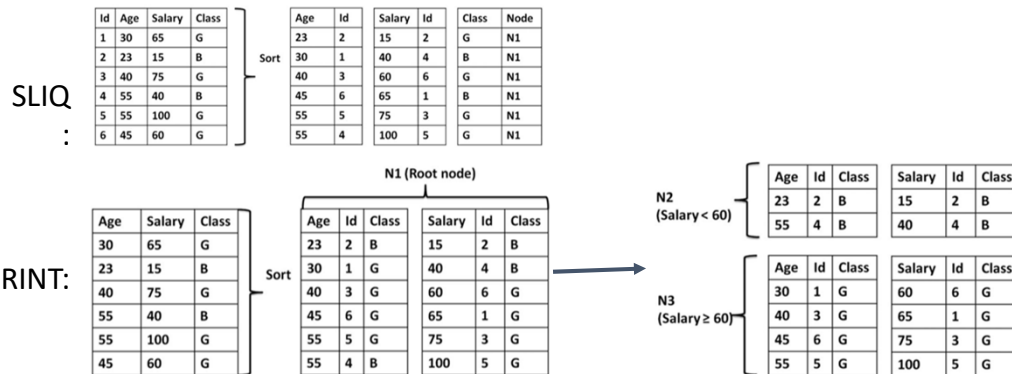 SLIQ
:
Id Age Salary Class
1 30 65 G
2 23 15 B
3 40 75 G
4 55 40 B
5 55 100 G
6 45 60 G
Sort
Age Id
23 2
30 1
40 3
45 6
55 5
55 4
Salary Id
15 2
40 4
60 6
65 1
75 3
100 5
Class Node
G N1
B N1
G N1
B N1
G N1
G N1
RINT:
Age Salary Class
30 65 G
23 15 B
40 75 G
55 40 B
55 100 G
45 60 G
Sort
N1 (Root node)
Age Id Class
23 2 B
30 1 G
40 3 G
45 6 G
55 5 G
55 4 B
Salary Id Class
15 2 B
40 4 B
60 6 G
65 1 G
75 3 G
100 5 G
N2
(Salary < 60)
Age Id Class
23 2 B
55 4 B
Salary Id Class
15 2 B
40 4 B
N3
(Salary ≥ 60)
Age Id Class
30 1 G
40 3 G
45 6 G
55 5 G
Salary Id Class
60 6 G
65 1 G
75 3 G
100 5 G